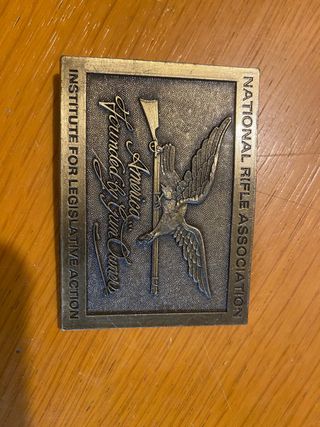 NATIONAL RIFLE ASSOCIATION
America...
Founded By Gun Owners
INSTITUTE FOR LEGISLATIVE ACTION